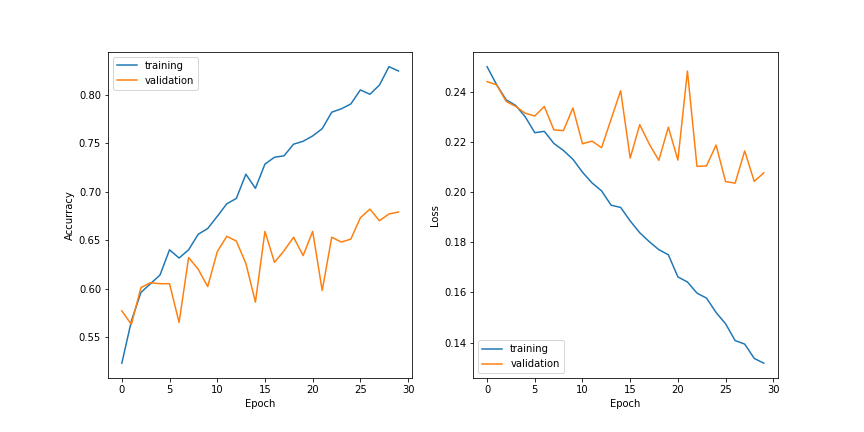 training
validation
0.80
0.75
0.70
0.65
0.60
0.55
Accurracy
0 5 10 15 20 25 30
Epoch
0.24
0.22
0.20
0.18
0.16
0.14
Loss
training
validation
0 5 10 15 20 25 30
Epoch